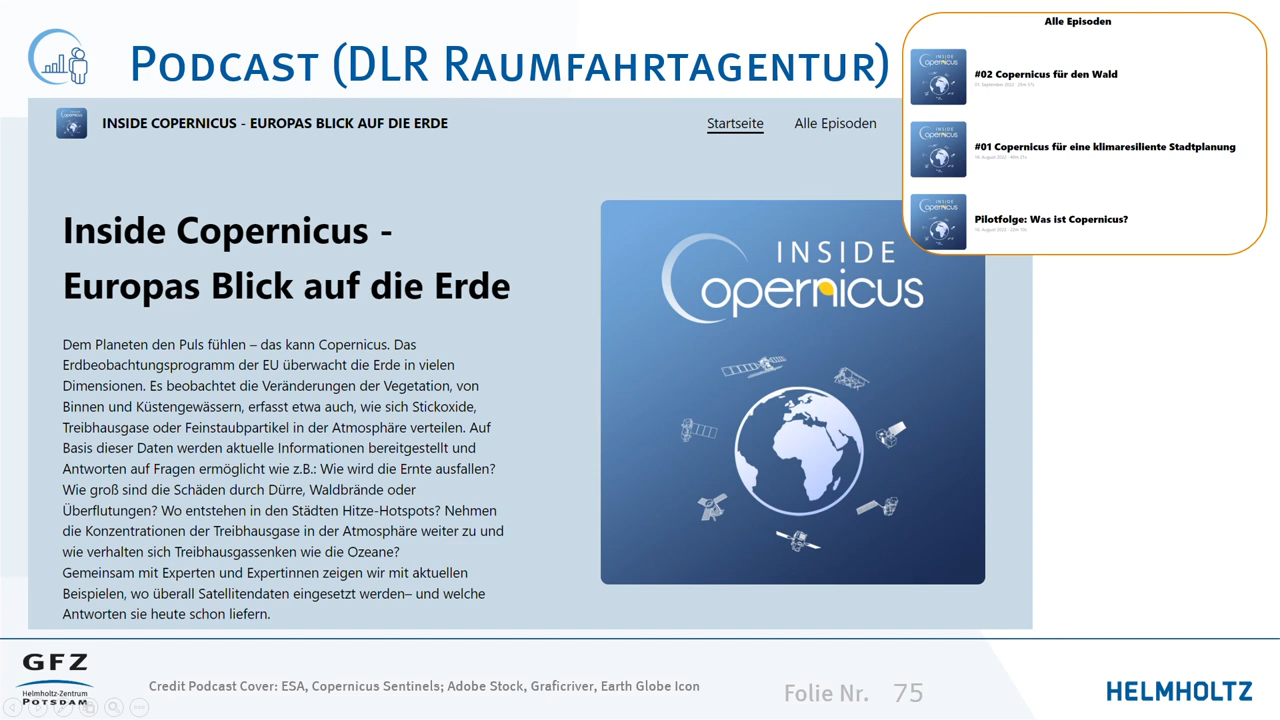 Podcast (DLR Raumfahrtagentur)
Alle Episoden
INSIDE
Copernicus
#02 Copernicus für den Wald
INSIDE
Copernicus
#01 Copernicus für eine klimaresiliente Stadtplanung
INSIDE
Copernicus
Pilotfolge: Was ist Copernicus?
INSIDE COPERNICUS - EUROPAS BLICK AUF DIE ERDE
Startseite
Alle Episoden
Inside Copernicus -
Europas Blick auf die Erde
Dem Planeten den Puls fühlen – das kann Copernicus. Das
Erdbeobachtungsprogramm der EU überwacht die Erde in vielen
Dimensionen. Es beobachtet die Veränderungen der Vegetation, von
Binnen und Küstengewässern, erfasst etwa auch, wie sich Stickoxide,
Treibhausgase oder Feinstaubpartikel in der Atmosphäre verteilen. Auf
Basis dieser Daten werden aktuelle Informationen bereitgestellt und
Antworten auf Fragen ermöglicht wie z.B.: Wie wird die Ernte ausfallen?
Wie groß sind die Schäden durch Dürre, Waldbrände oder
Überflutungen? Wo entstehen in den Städten Hitze-Hotspots? Nehmen
die Konzentrationen der Treibhausgase in der Atmosphäre weiter zu und
wie verhalten sich Treibhausgassenken wie die Ozeane?
Gemeinsam mit Experten und Expertinnen zeigen wir mit aktuellen
Beispielen, wo überall Satellitendaten eingesetzt werden– und welche
Antworten sie heute schon liefern.
INSIDE
Copernicus
GFZ
Helmholtz-Zentrum
POTSDAM
Credit Podcast Cover: ESA, Copernicus Sentinels; Adobe Stock, Graficriver, Earth Globe Icon
Folie Nr. 75
HELMHOLTZ